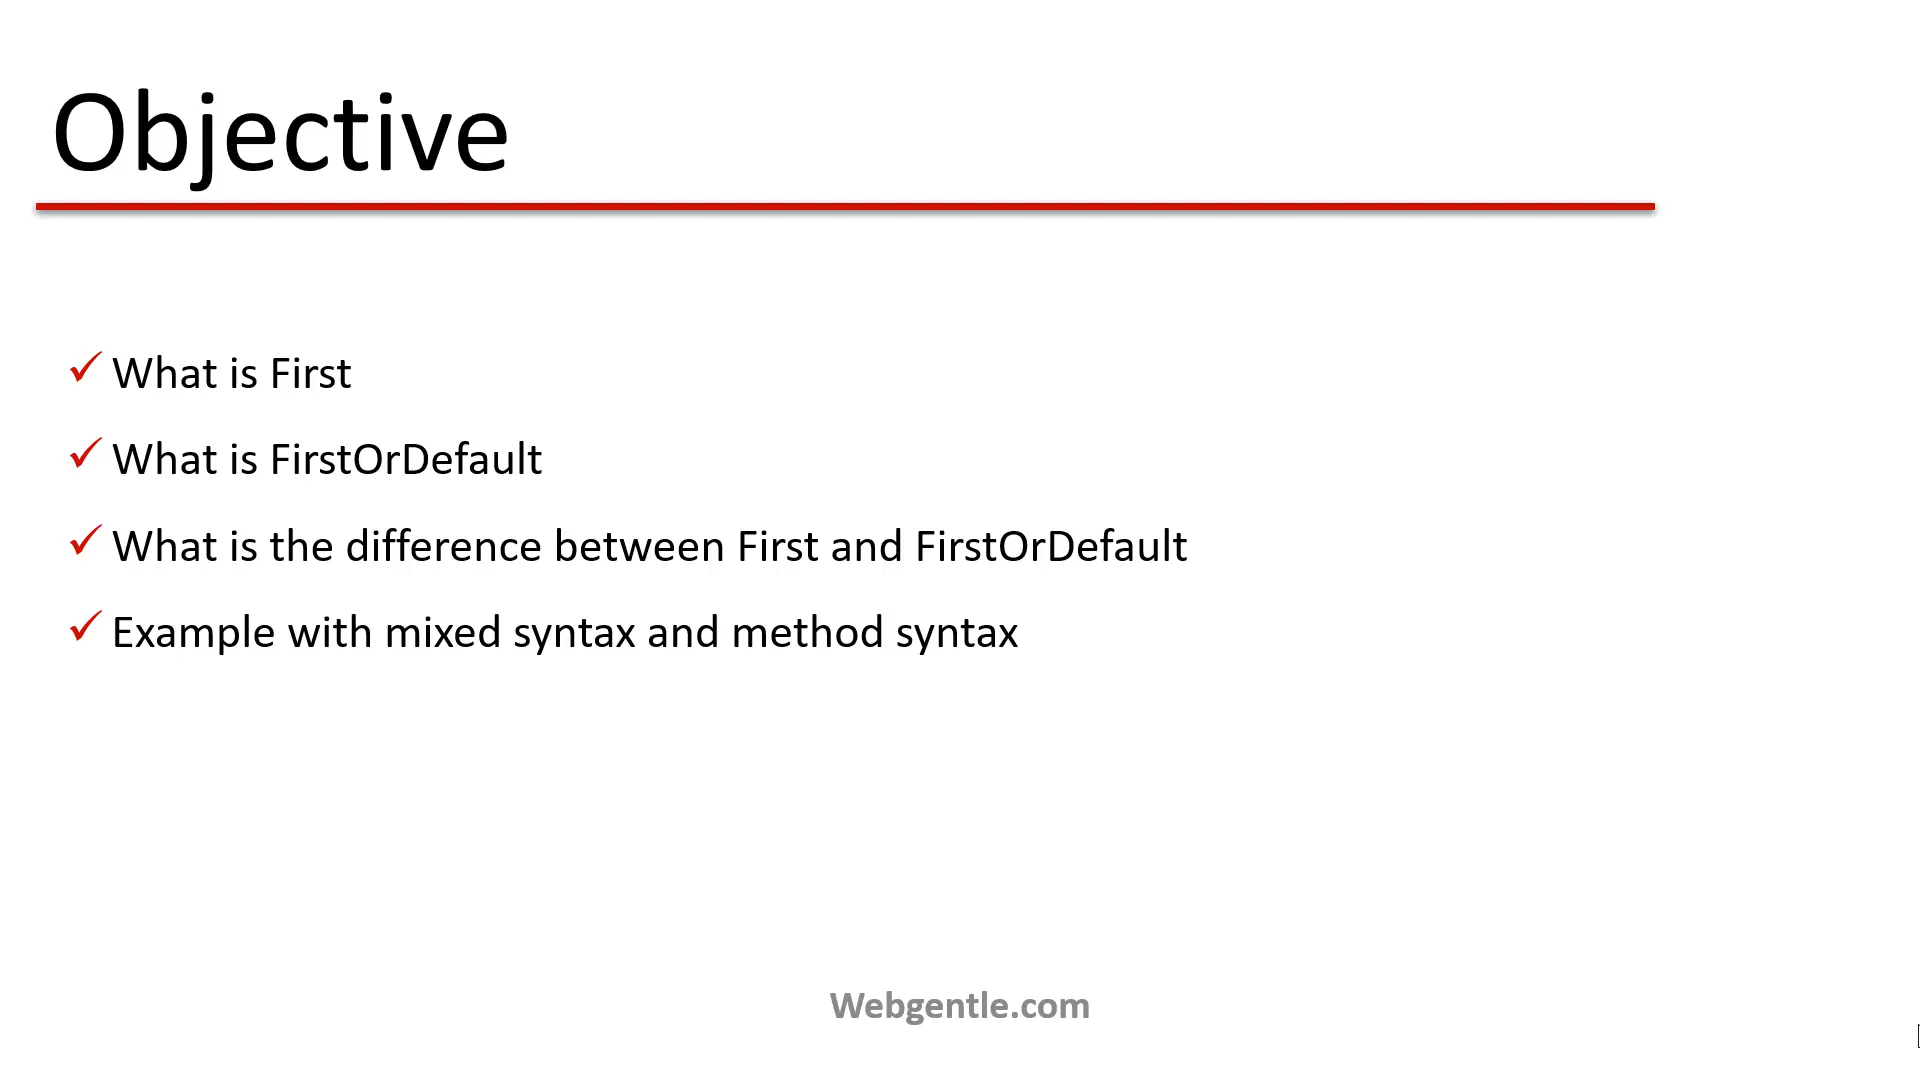 Objective
What is First
What is FirstOrDefault
What is the difference between First and FirstOrDefault
Example with mixed syntax and method syntax
Webgentle.com